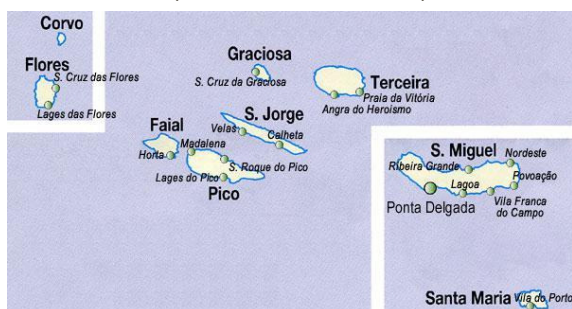 Corvo
Flores
S. Cruz das Flores
Lages das Flores
Graciosa
S. Cruz da Graciosa
Terceira
Praia da Vitória
Angra do Heroismo
S. Jorge
Velas
Calheta
Faial
Horta
Madalena
S. Roque do Pico
Lages do Pico
Pico
S. Miguel
Ribeira Grande
Nordeste
Povoação
Lagoa
Ponta Delgada
Vila Franca
do Campo
Santa Maria
Vila do Porto